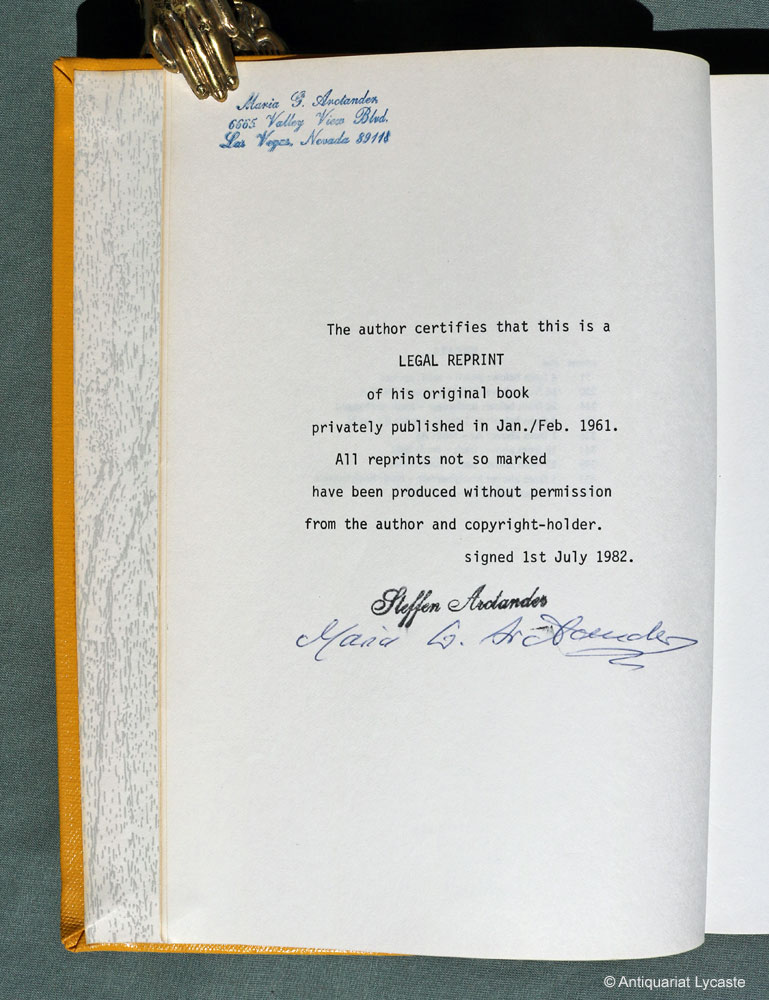 Maria G. Arctander
6665 Valley View Blvd.
Las Vegas, Nevada 89118
The author certifies that this is a
LEGAL REPRINT
of his original book
privately published in Jan./Feb. 1961.
All reprints not so marked
have been produced without permission
from the author and copyright-holder.
signed 1st July 1982.
Steffen Arctander
Maria G. Arctander
© Antiquariat Lycaste